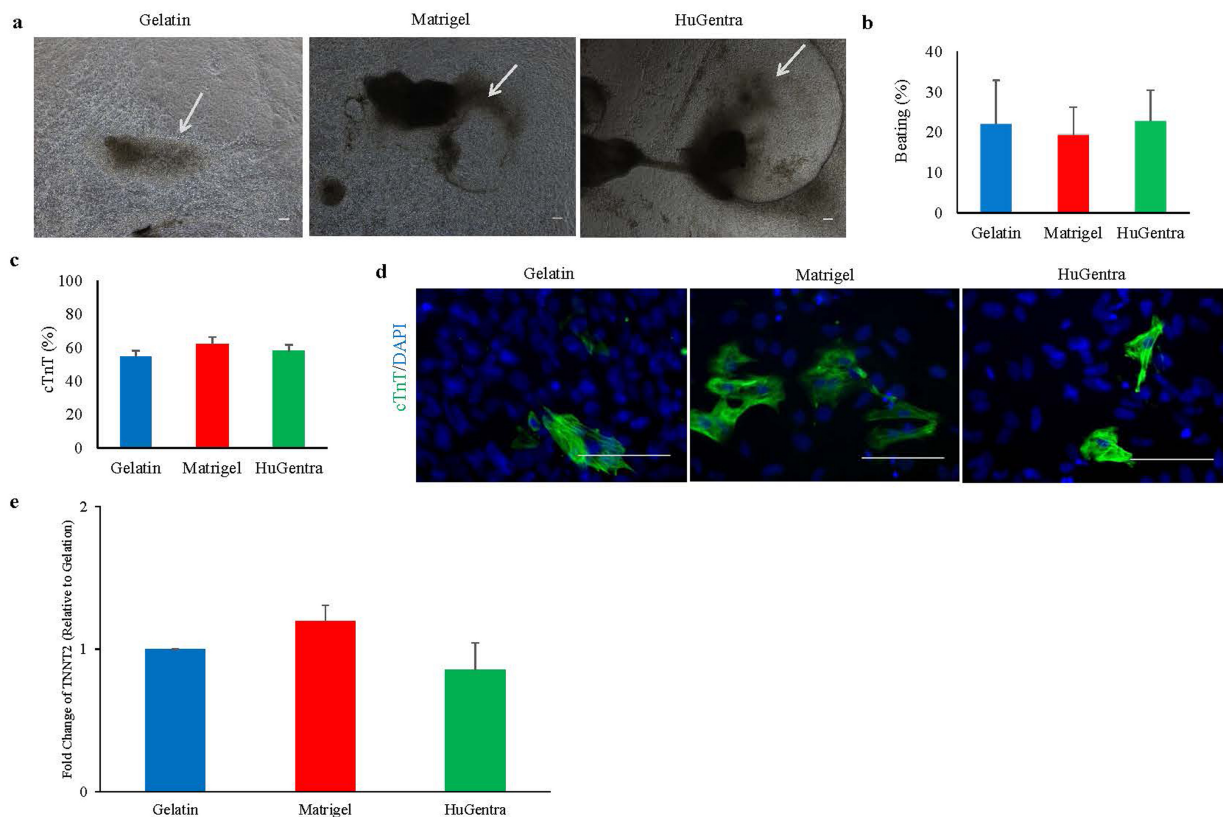 a
Gelatin
Matrigel
HuGentra
b
Beating (%)
40
30
20
10
0
Gelatin
Matrigel
HuGentra
c
cTnT (%)
100
80
60
40
20
0
Gelatin
Matrigel
HuGentra
d
Gelatin
Matrigel
HuGentra
cTnT/DAPI
e
Fold Change of TNNT2 (Relative to Gelation)
2
1
0
Gelatin
Matrigel
HuGentra